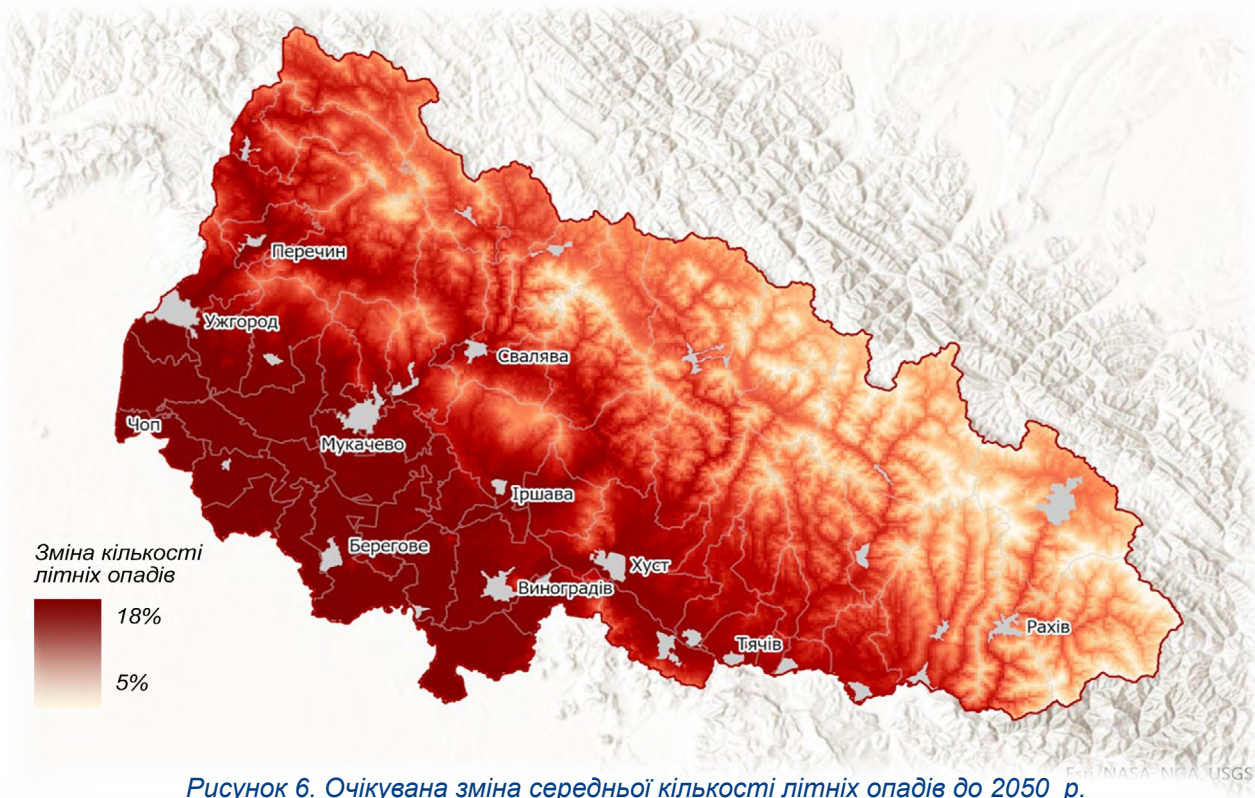 Перечин
Ужгород
Свалява
Чоп
Мукачево
Іршава
Берегове
Хуст
Виноградів
Рахів
Тячів
Зміна кількості
літніх опадів
18%
5%
Esri, NASA, NGA, USGS
Рисунок 6. Очікувана зміна середньої кількості літніх опадів до 2050 р.